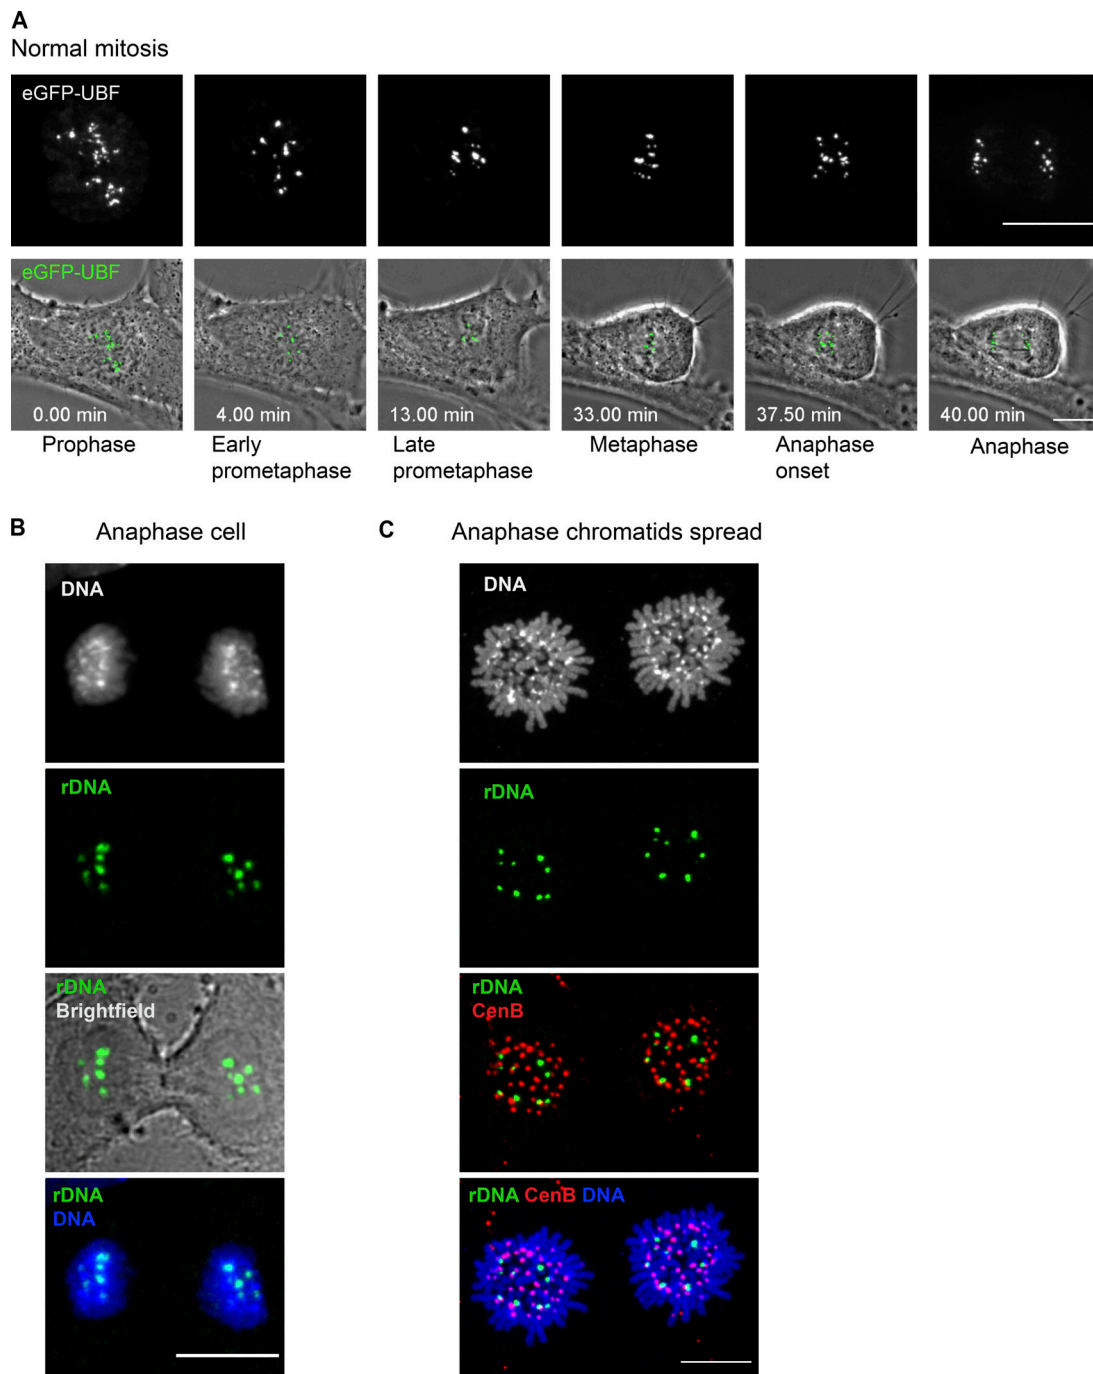 A
Normal mitosis
eGFP-UBF
eGFP-UBF
0.00 min
4.00 min
13.00 min
33.00 min
37.50 min
40.00 min
Prophase
Early
prometaphase
Late
prometaphase
Metaphase
Anaphase
onset
Anaphase
B
Anaphase cell
DNA
rDNA
rDNA
Brightfield
rDNA
DNA
C
Anaphase chromatids spread
DNA
rDNA
rDNA
CenB
rDNA CenB DNA